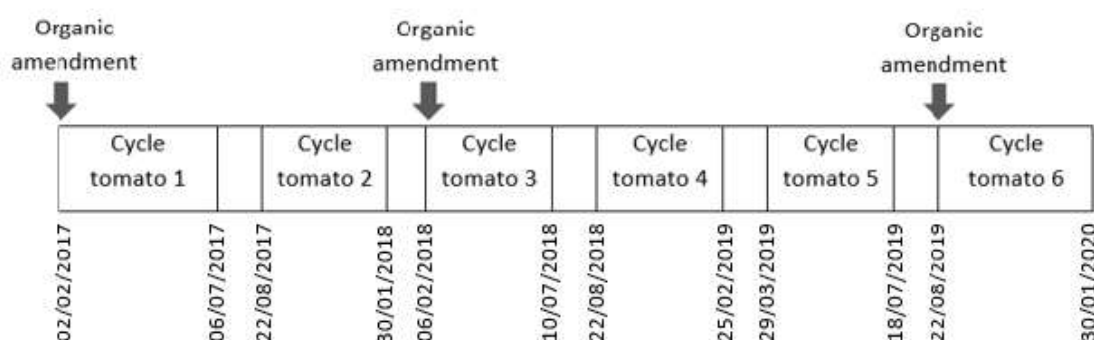 Organic
amendment
Organic
amendment
Organic
amendment
Cycle
tomato 1
Cycle
tomato 2
Cycle
tomato 3
Cycle
tomato 4
Cycle
tomato 5
Cycle
tomato 6
02/02/2017
06/07/2017
22/08/2017
30/01/2018
06/02/2018
10/07/2018
22/08/2018
25/02/2019
29/03/2019
18/07/2019
22/08/2019
30/01/2020